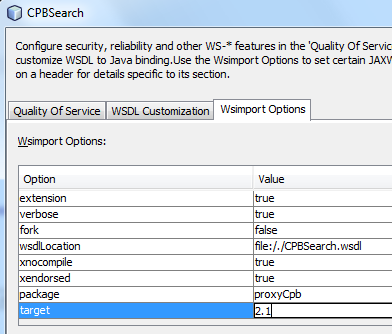 CPBSearch
Configure security, reliability and other WS-* features in the 'Quality Of Servic
customize WSDL to Java binding.Use the Wsimport Options to set certain JAXW
on a header for details specific to its section.
Quality Of Service WSDL Customization Wsimport Options
Wsimport Options:
Option Value
extension true
verbose true
fork false
wsdlLocation file:/./CPBSearch.wsdl
xnocompile true
xendorsed true
package proxyCpb
target 2.1